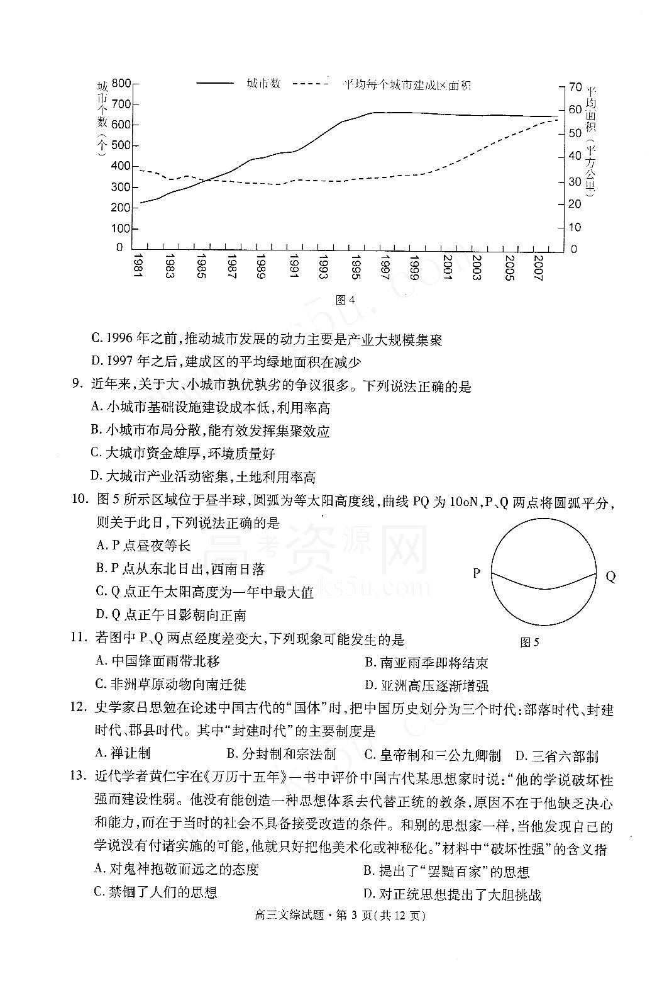 城市个数（个）
800
700
600
500
400
300
200
100
0
城市数
平均每个城市建成区面积
70
60
50
40
30
20
10
0
平均面积（平方公里）
1981 1983 1985 1987 1989 1991 1993 1995 1997 1999 2001 2003 2005 2007
图4
C. 1996 年之前,推动城市发展的动力主要是产业大规模集聚
D. 1997 年之后,建成区的平均绿地面积在减少
9. 近年来,关于大、小城市孰优孰劣的争议很多。下列说法正确的是
A. 小城市基础设施建设成本低,利用率高
B. 小城市布局分散,能有效发挥集聚效应
C. 大城市资金雄厚,环境质量好
D. 大城市产业活动密集,土地利用率高
10. 图 5 所示区域位于昼半球,圆弧为等太阳高度线,曲线 PQ 为 10oN,P、Q 两点将圆弧平分,
则关于此日,下列说法正确的是
A. P 点昼夜等长
B. P 点从东北日出,西南日落
C. Q 点正午太阳高度为一年中最大值
D. Q 点正午日影朝向正南
P
Q
图5
11. 若图中 P、Q 两点经度差变大,下列现象可能发生的是
A. 中国锋面雨带北移 B. 南亚雨季即将结束
C. 非洲草原动物向南迁徙 D. 亚洲高压逐渐增强
12. 史学家吕思勉在论述中国古代的“国体”时,把中国历史划分为三个时代:部落时代、封建
时代、郡县时代。其中“封建时代”的主要制度是
A. 禅让制 B. 分封制和宗法制 C. 皇帝制和三公九卿制 D. 三省六部制
13. 近代学者黄仁宇在《万历十五年》一书中评价中国古代某思想家时说:“他的学说破坏性
强而建设性弱。他没有能创造一种思想体系去代替正统的教条,原因不在于他缺乏决心
和能力,而在于当时的社会不具备接受改造的条件。和别的思想家一样,当他发现自己的
学说没有付诸实施的可能,他就只好把他美术化或神秘化。”材料中“破坏性强”的含义指
A. 对鬼神抱敬而远之的态度 B. 提出了“罢黜百家”的思想
C. 禁锢了人们的思想 D. 对正统思想提出了大胆挑战
高三文综试题·第 3 页(共 12 页)
高考资源网
www.ks5u.com